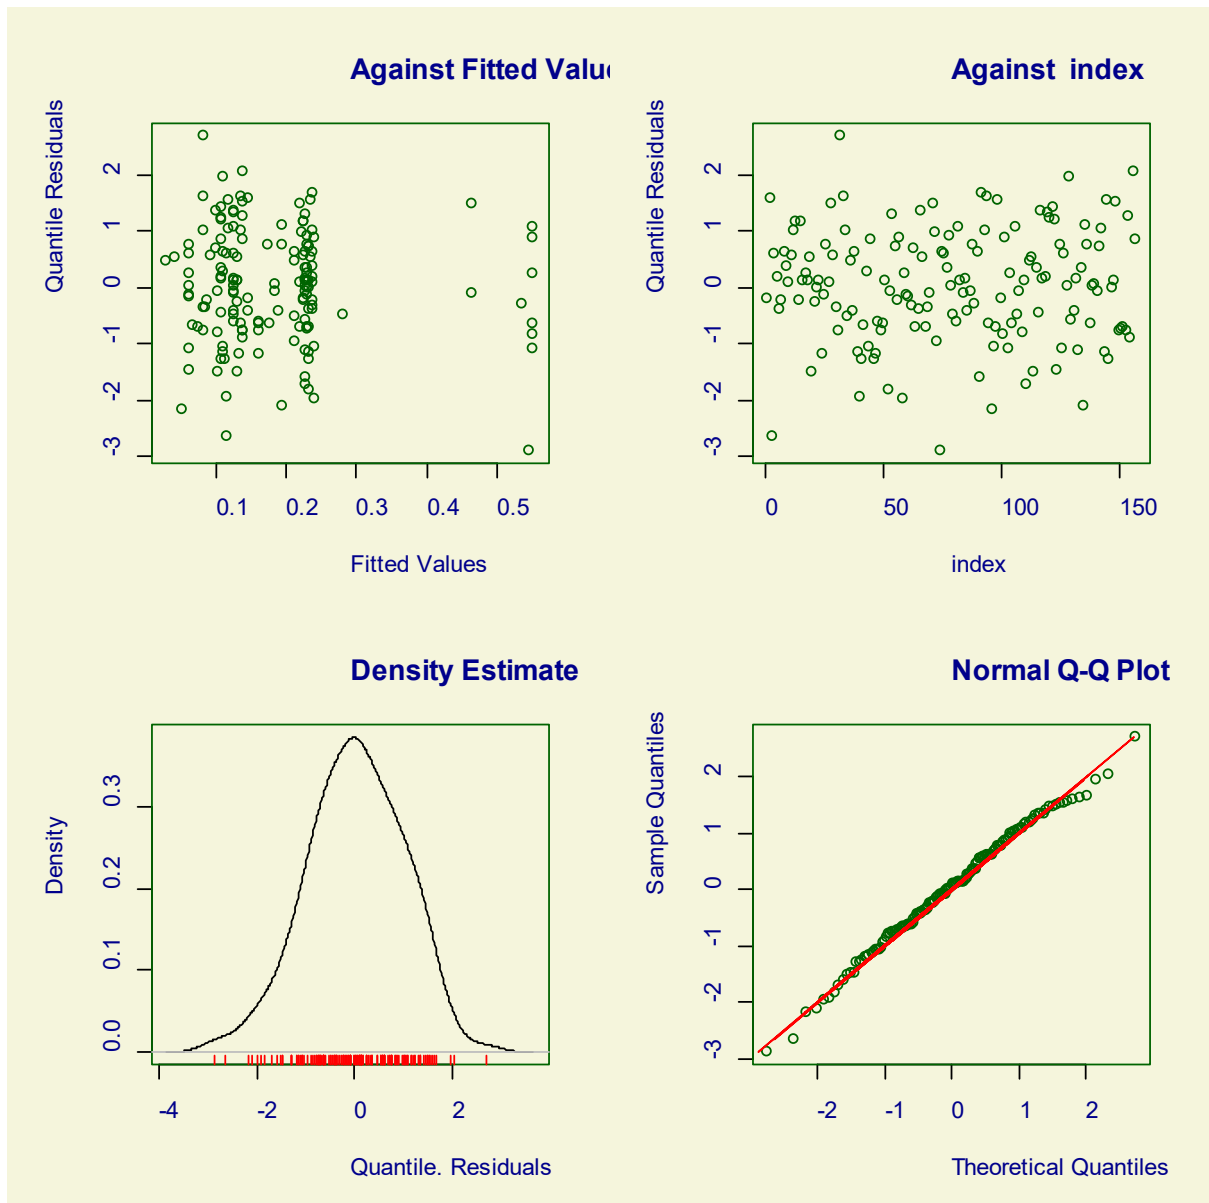 Against Fitted Valu
Quantile Residuals
2
1
0
-1
-2
-3
0.1 0.2 0.3 0.4 0.5
Fitted Values
Against index
Quantile Residuals
2
1
0
-1
-2
-3
0 50 100 150
index
Density Estimate
Density
0.3
0.2
0.1
0.0
-4 -2 0 2
Quantile. Residuals
Normal Q-Q Plot
Sample Quantiles
2
1
0
-1
-2
-3
-2 -1 0 1 2
Theoretical Quantiles